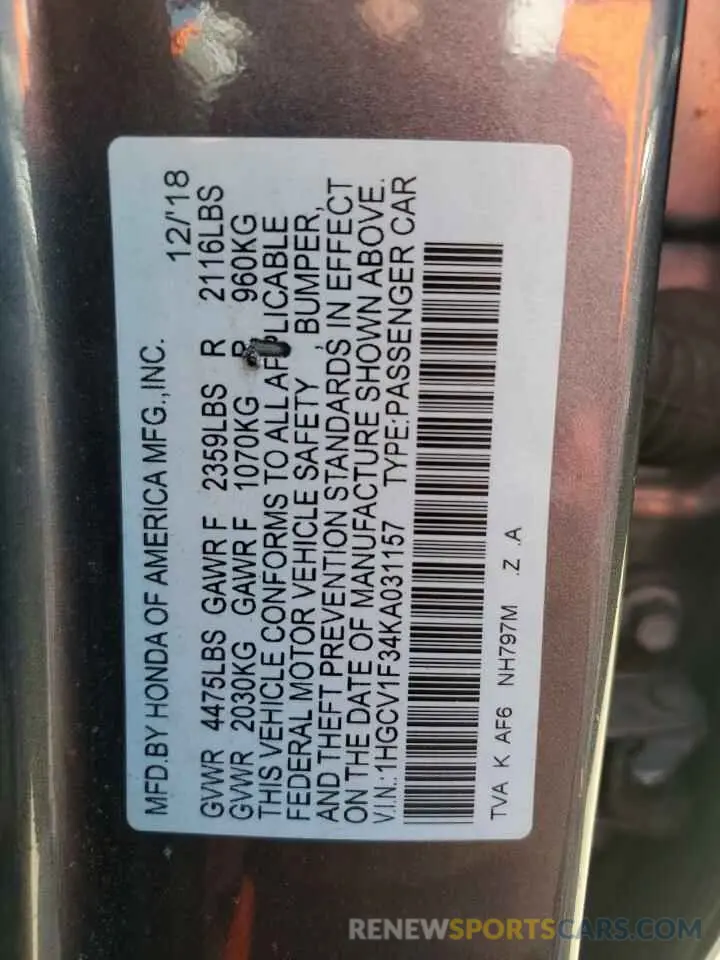 MFD.BY HONDA OF AMERICA MFG.,INC. 12/'18
GVWR 4475LBS GAWR F 2359LBS R 2116LBS
GVWR 2030KG GAWR F 1070KG R 960KG
THIS VEHICLE CONFORMS TO ALL APPLICABLE
FEDERAL MOTOR VEHICLE SAFETY , BUMPER,
AND THEFT PREVENTION STANDARDS IN EFFECT
ON THE DATE OF MANUFACTURE SHOWN ABOVE.
V.I.N.:1HGCV1F34KA031157 TYPE:PASSENGER CAR
TVA K AF6 NH797M .Z .A
RENEWSPORTSCARS.COM